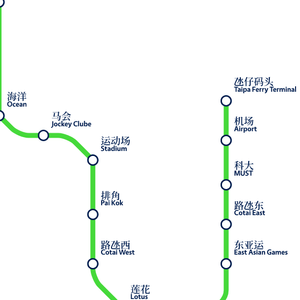 氹仔码头
Taipa Ferry Terminal
海洋
Ocean
马会
Jockey Clube
机场
Airport
运动场
Stadium
科大
MUST
排角
Pai Kok
路氹东
Cotai East
路氹西
Cotai West
东亚运
East Asian Games
莲花
Lotus